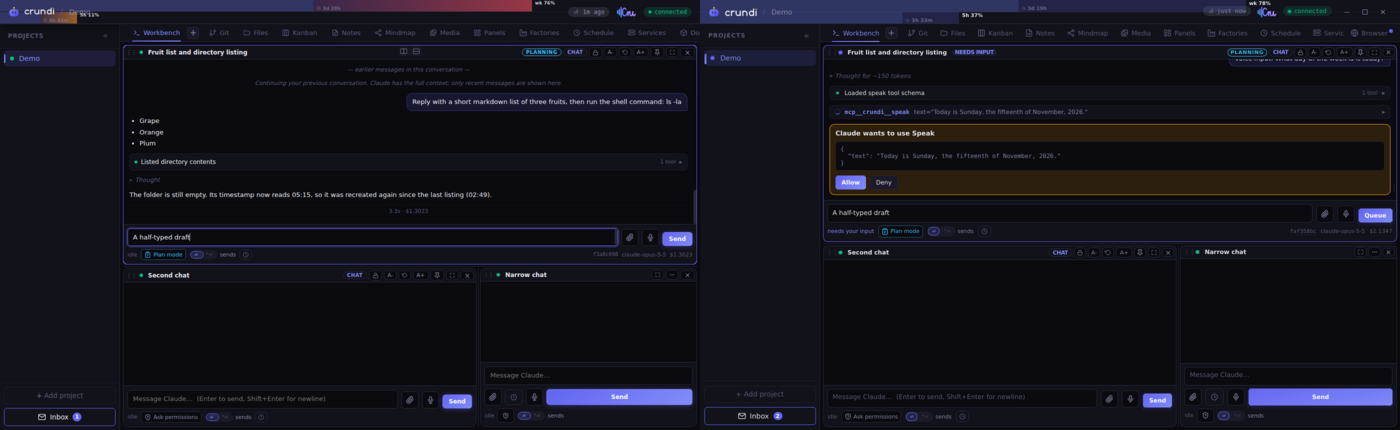 5d 20%
wk 76%
5h 11%
crundi / Demo
1m ago
connected
PROJECTS «
Workbench + Git Files Kanban Notes Mindmap Media Panels Factories Schedule Services Do
Demo
Fruit list and directory listing PLANNING CHAT A- A+
— earlier messages in this conversation —
Continuing your previous conversation. Claude has the full context; only recent messages are shown here.
Reply with a short markdown list of three fruits, then run the shell command: ls -la
• Grape
• Orange
• Plum
Listed directory contents 1 tool
Thought
The folder is still empty. Its timestamp now reads 05:15, so it was recreated again since the last listing (02:49).
3.3s · $1.3023
A half-typed draft
Send
idle Plan mode sends claude-opus-5-5 $1.3023
Second chat CHAT A- A+
Message Claude... (Enter to send, Shift+Enter for newline)
Send
idle Ask permissions sends
Narrow chat
Message Claude...
Send
idle sends
+ Add project
Inbox 1
crundi / Demo
3h 33m
5h 37%
5d 19h
wk 78%
just now
connected
PROJECTS «
Workbench + Git Files Kanban Notes Mindmap Media Panels Factories Schedule Servic Browser
Demo
Fruit list and directory listing NEEDS INPUT PLANNING CHAT A- A+
Thought for ~150 tokens
Loaded speak tool schema 1 tool
mcp__crundi__speak text="Today is Sunday, the fifteenth of November, 2026."
Claude wants to use Speak
{
"text": "Today is Sunday, the fifteenth of November, 2026."
}
Allow Deny
A half-typed draft
Queue
needs your input Plan mode sends claude-opus-5-5 $2.1347
Second chat CHAT A- A+
Message Claude... (Enter to send, Shift+Enter for newline)
Send
idle Ask permissions sends
Narrow chat
Message Claude...
Send
idle sends
+ Add project
Inbox 2